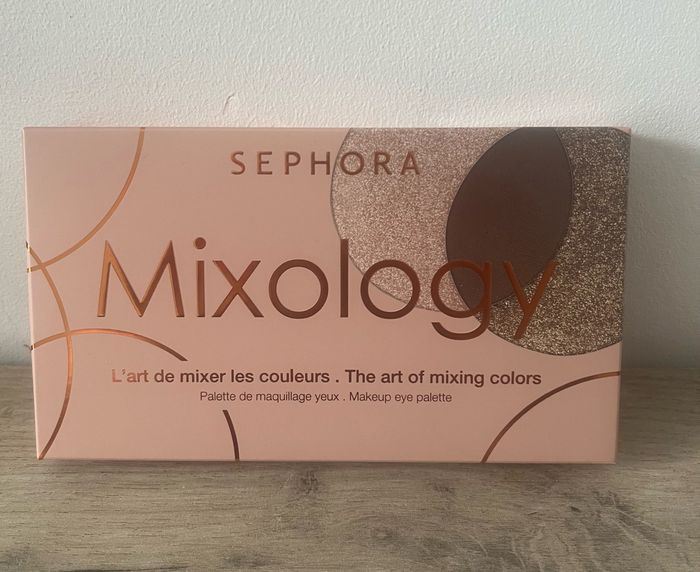 SEPHORA
Mixology
L'art de mixer les couleurs . The art of mixing colors
Palette de maquillage yeux . Makeup eye palette